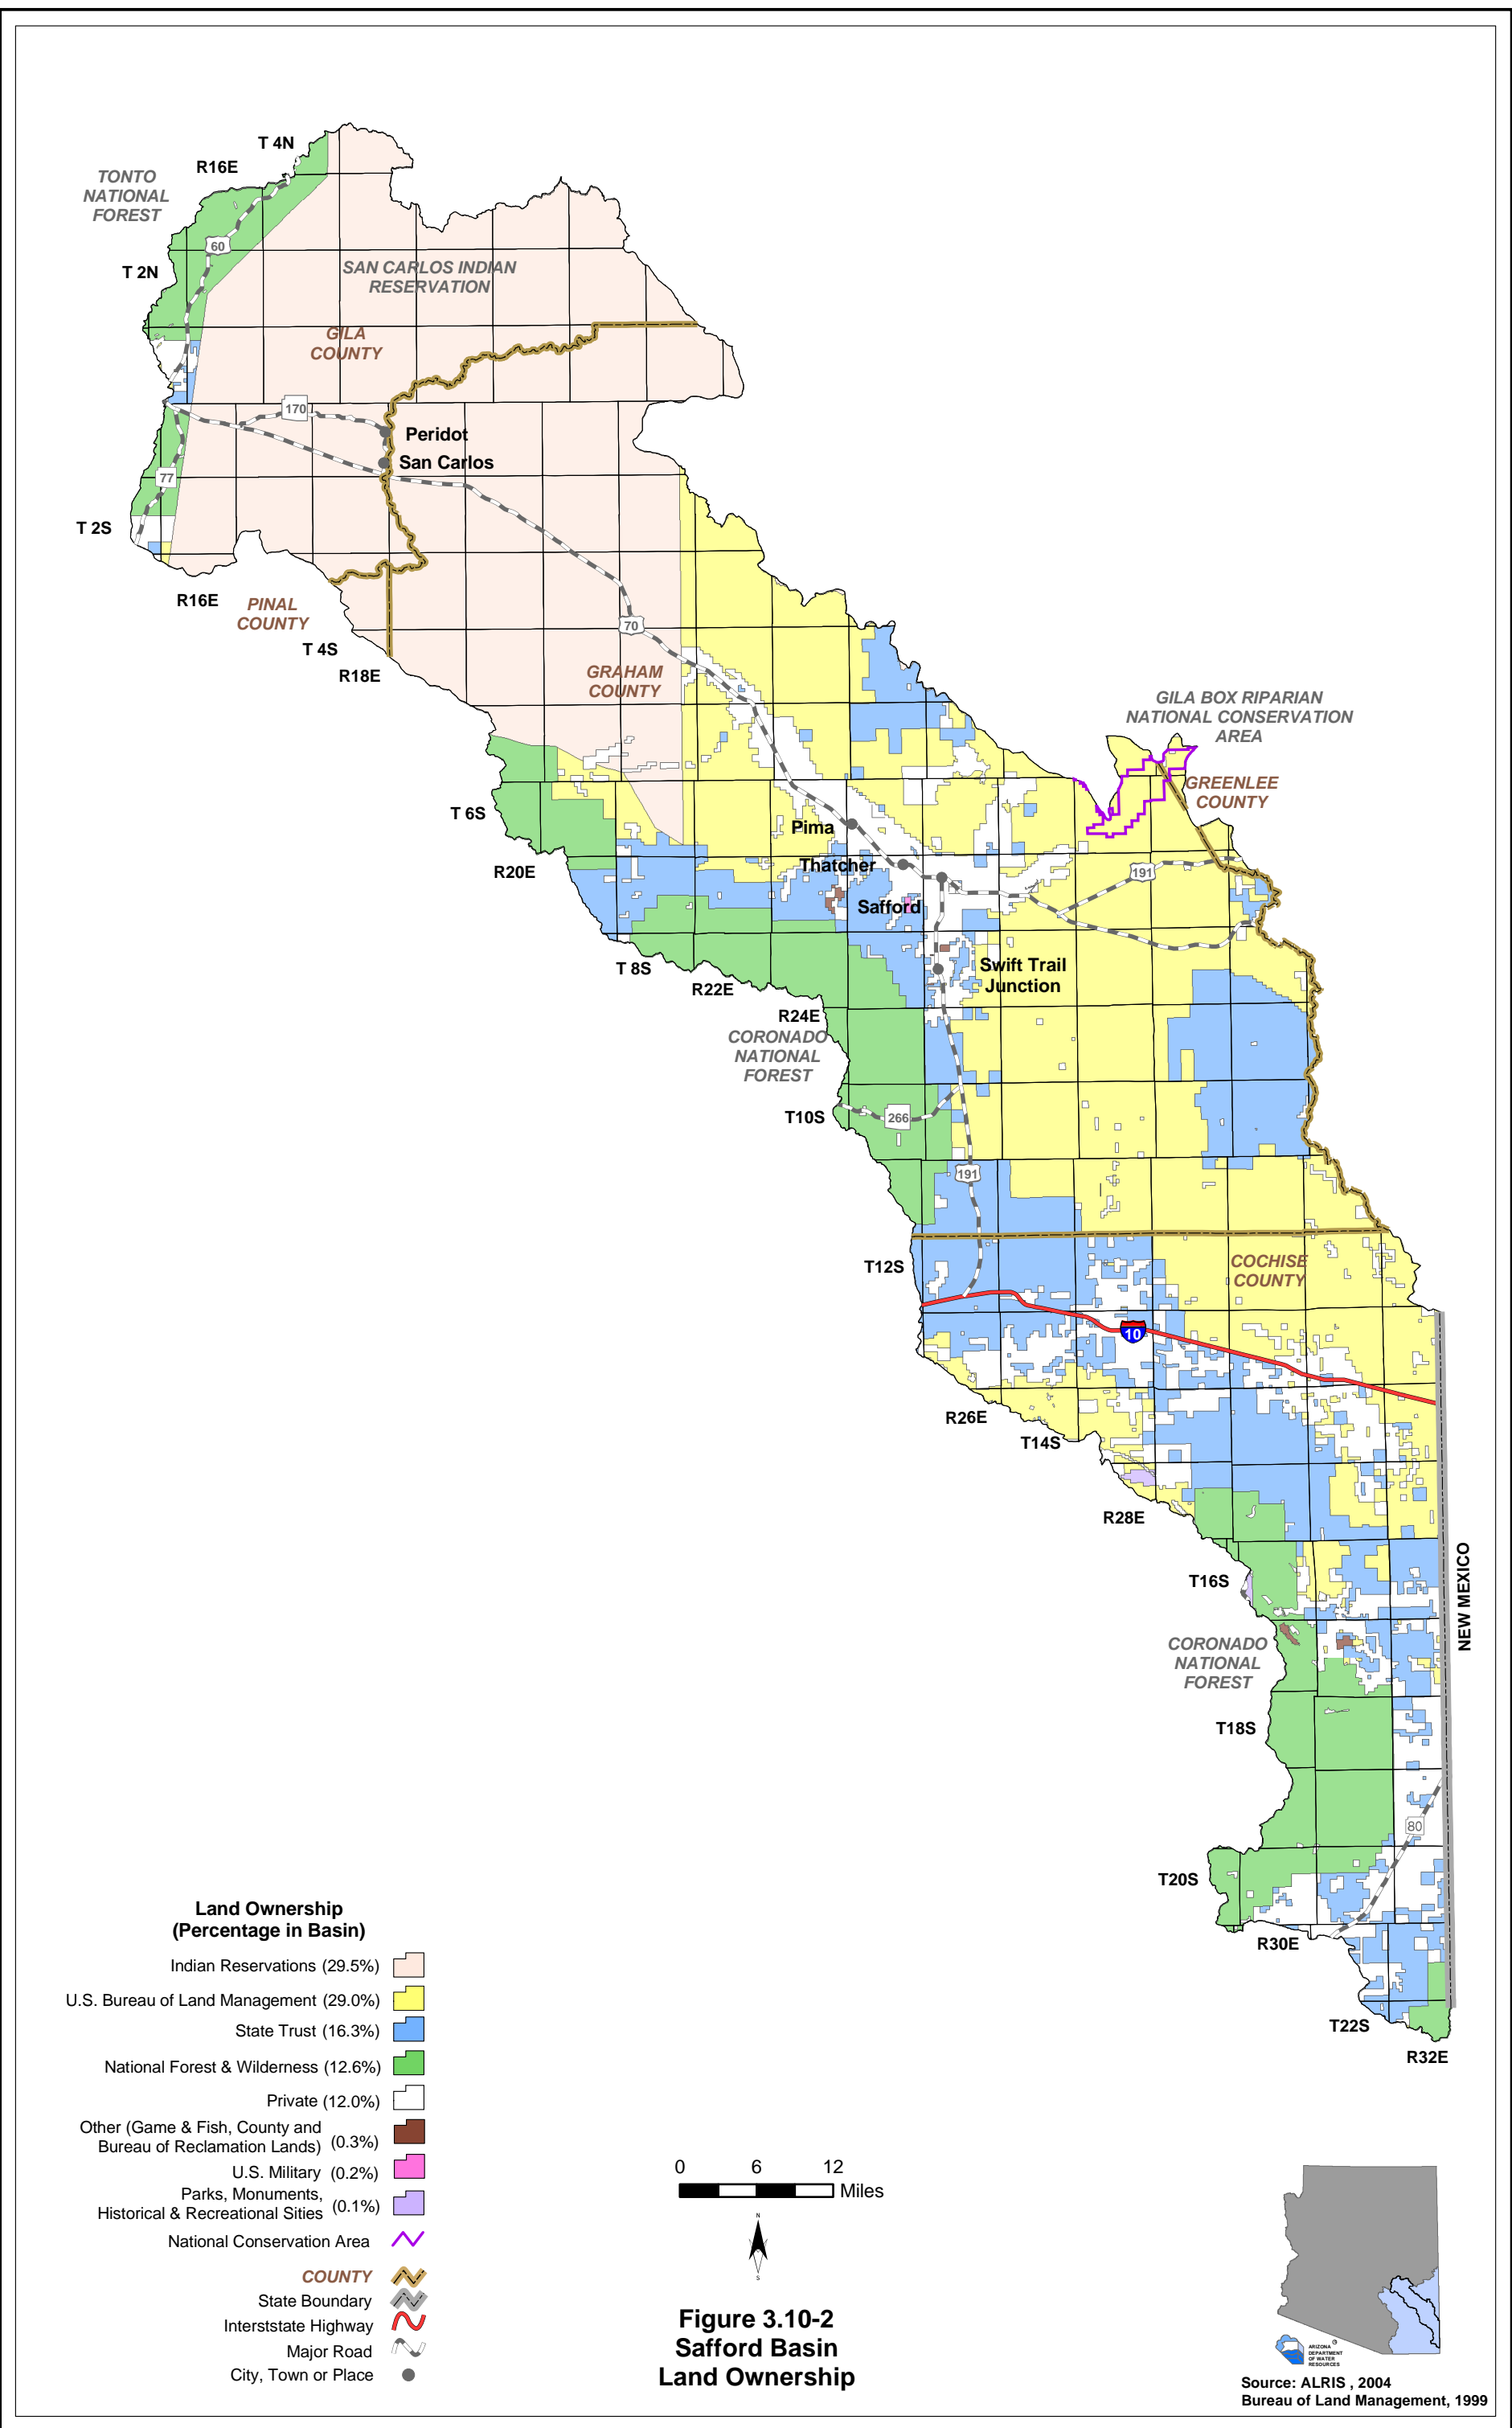 T 4N
R16E
TONTO
NATIONAL
FOREST
60
T 2N
SAN CARLOS INDIAN
RESERVATION
GILA
COUNTY
170
Peridot
San Carlos
77
T 2S
R16E
PINAL
COUNTY
T 4S
R18E
70
GRAHAM
COUNTY
GILA BOX RIPARIAN
NATIONAL CONSERVATION
AREA
GREENLEE
COUNTY
T 6S
Pima
Thatcher
R20E
191
Safford
T 8S
Swift Trail
Junction
R22E
R24E
CORONADO
NATIONAL
FOREST
T10S
266
191
T12S
COCHISE
COUNTY
10
R26E
T14S
R28E
NEW MEXICO
T16S
CORONADO
NATIONAL
FOREST
T18S
80
T20S
R30E
T22S
R32E
Land Ownership
(Percentage in Basin)
Indian Reservations (29.5%)
U.S. Bureau of Land Management (29.0%)
State Trust (16.3%)
National Forest & Wilderness (12.6%)
Private (12.0%)
Other (Game & Fish, County and
Bureau of Reclamation Lands) (0.3%)
U.S. Military (0.2%)
Parks, Monuments,
Historical & Recreational Sities (0.1%)
National Conservation Area
COUNTY
State Boundary
Interstate Highway
Major Road
City, Town or Place
0 6 12
Miles
N
S
Figure 3.10-2
Safford Basin
Land Ownership
ARIZONA
DEPARTMENT
OF WATER
RESOURCES
Source: ALRIS , 2004
Bureau of Land Management, 1999